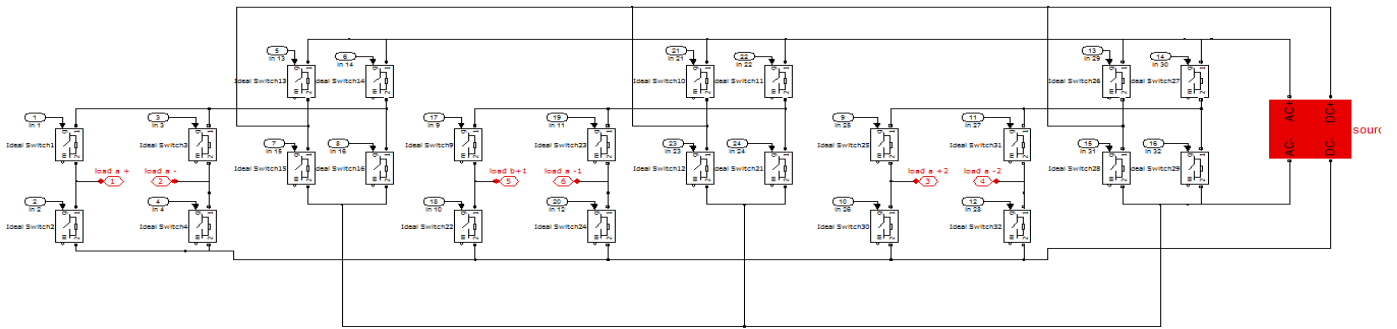 5
In 13
6
In 14
21
In 21
22
In 22
13
In 29
14
In 30
Ideal Switch13
deal Switch14
Ideal Switch10
deal Switch11
Ideal Switch26
deal Switch27
1
In 1
3
In 3
17
In 9
19
In 11
9
In 25
11
In 27
AC+
DC+
AC-
DC-
sourc
Ideal Switch1
Ideal Switch3
7
In 15
8
In 16
Ideal Switch9
Ideal Switch23
23
In 23
24
In 24
Ideal Switch25
Ideal Switch31
15
In 31
16
In 32
Ideal Switch15
deal Switch16
Ideal Switch12
deal Switch21
Ideal Switch28
deal Switch29
load a +
1
load a -
2
load b+1
5
load a -1
6
load a +2
3
load a -2
4
2
In 2
4
In 4
18
In 10
20
In 12
10
In 26
12
In 28
Ideal Switch2
Ideal Switch4
Ideal Switch22
Ideal Switch24
Ideal Switch30
Ideal Switch32